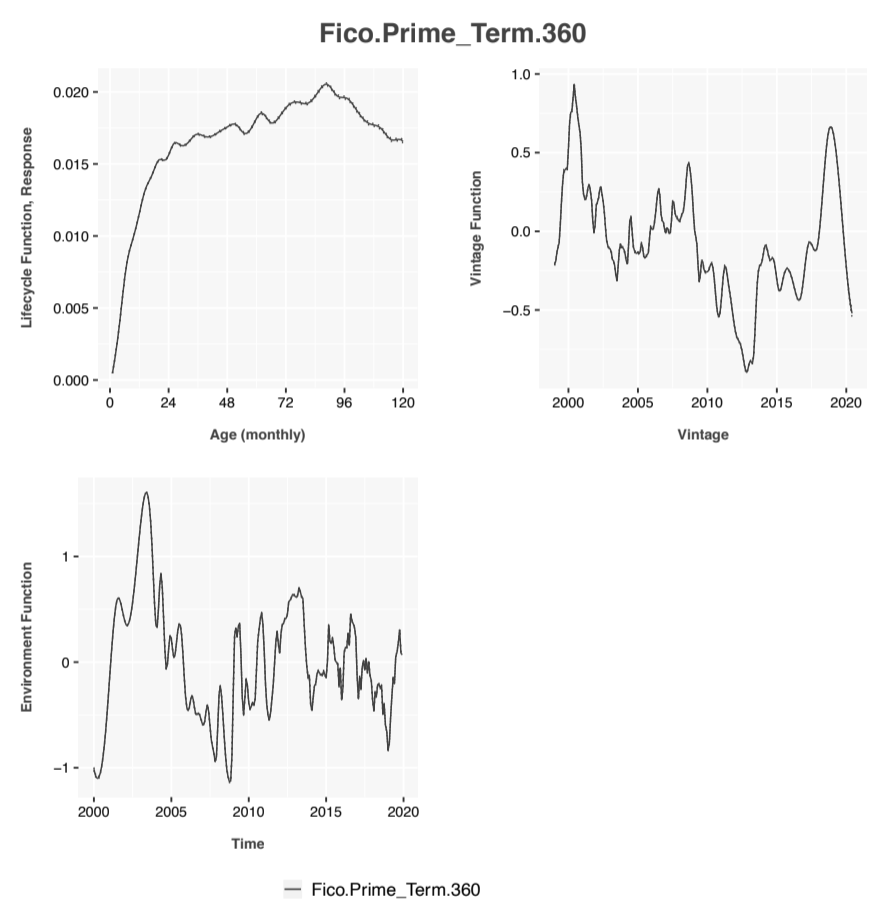 Fico.Prime_Term.360
Lifecycle Function, Response
0.020
0.015
0.010
0.005
0.000
0 24 48 72 96 120
Age (monthly)
Vintage Function
1.0
0.5
0.0
−0.5
2000 2005 2010 2015 2020
Vintage
Environment Function
1
0
−1
2000 2005 2010 2015 2020
Time
Fico.Prime_Term.360